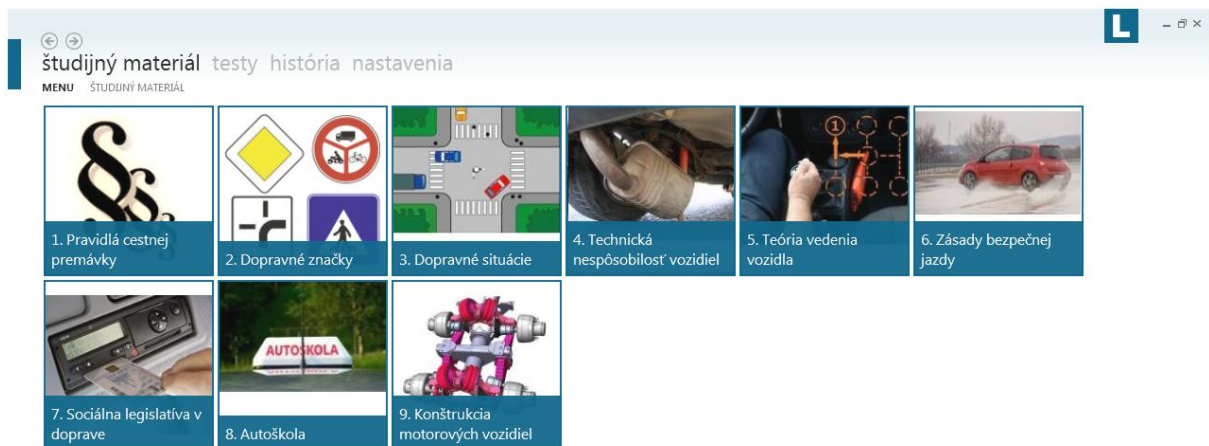 L
študijný materiál testy história nastavenia
MENU ŠTUDIJNÝ MATERIÁL
1. Pravidlá cestnej
premávky
2. Dopravné značky
3. Dopravné situácie
1
4. Technická
nespôsobilosť vozidiel
5. Teória vedenia
vozidla
6. Zásady bezpečnej
jazdy
7. Sociálna legislatíva v
doprave
AUTOSKOLA
8. Autoškola
9. Konštrukcia
motorových vozidiel